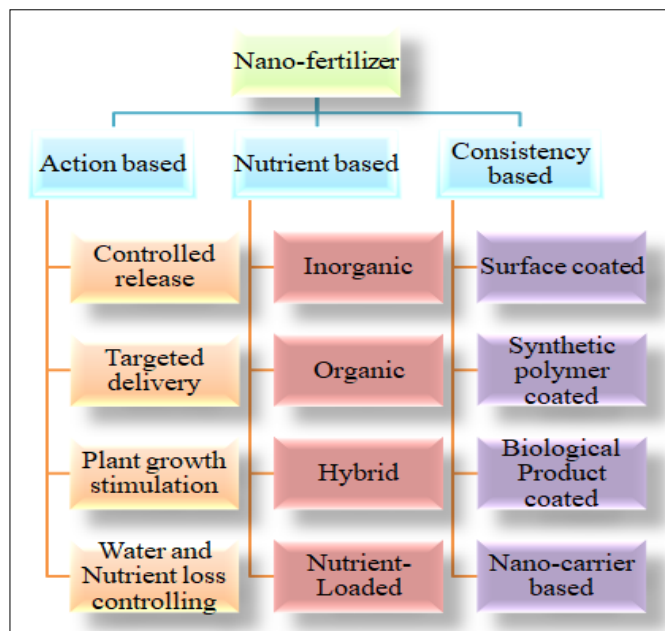 Nano-fertilizer
Action based
Nutrient based
Consistency
based
Controlled
release
Targeted
delivery
Plant growth
stimulation
Water and
Nutrient loss
controlling
Inorganic
Organic
Hybrid
Nutrient-
Loaded
Surface coated
Synthetic
polymer
coated
Biological
Product
coated
Nano-carrier
based